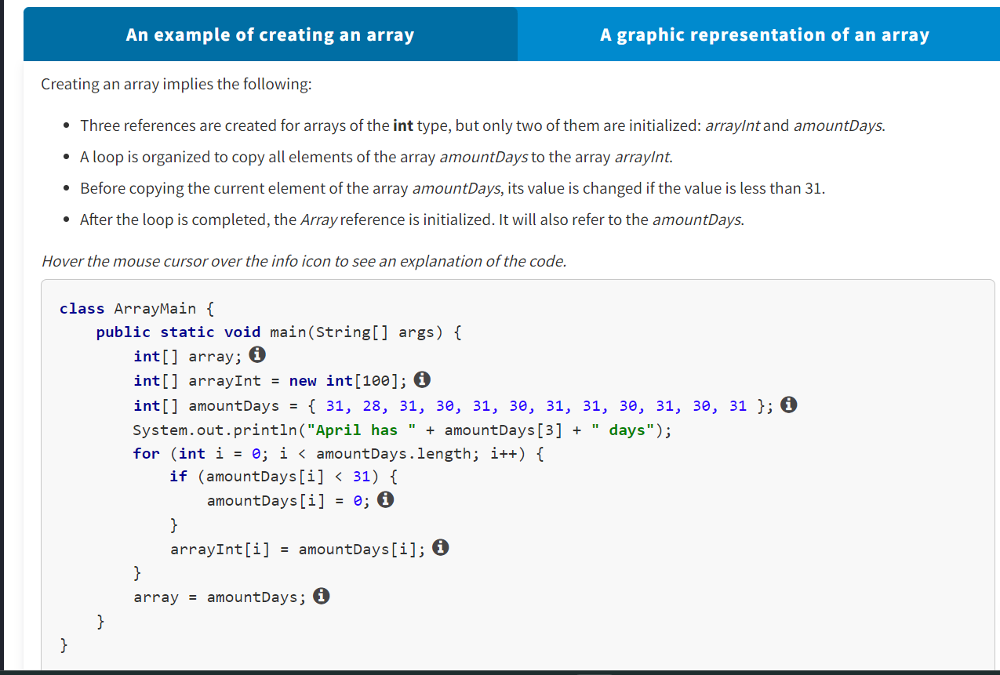 An example of creating an array
A graphic representation of an array
Creating an array implies the following:
• Three references are created for arrays of the int type, but only two of them are initialized: arrayInt and amountDays.
• A loop is organized to copy all elements of the array amountDays to the array arrayInt.
• Before copying the current element of the array amountDays, its value is changed if the value is less than 31.
• After the loop is completed, the Array reference is initialized. It will also refer to the amountDays.
Hover the mouse cursor over the info icon to see an explanation of the code.
class ArrayMain {
    public static void main(String[] args) {
        int[] array;
        int[] arrayInt = new int[100];
        int[] amountDays = { 31, 28, 31, 30, 31, 30, 31, 31, 30, 31, 30, 31 };
        System.out.println("April has " + amountDays[3] + " days");
        for (int i = 0; i < amountDays.length; i++) {
            if (amountDays[i] < 31) {
                amountDays[i] = 0;
            }
            arrayInt[i] = amountDays[i];
        }
        array = amountDays;
    }
}